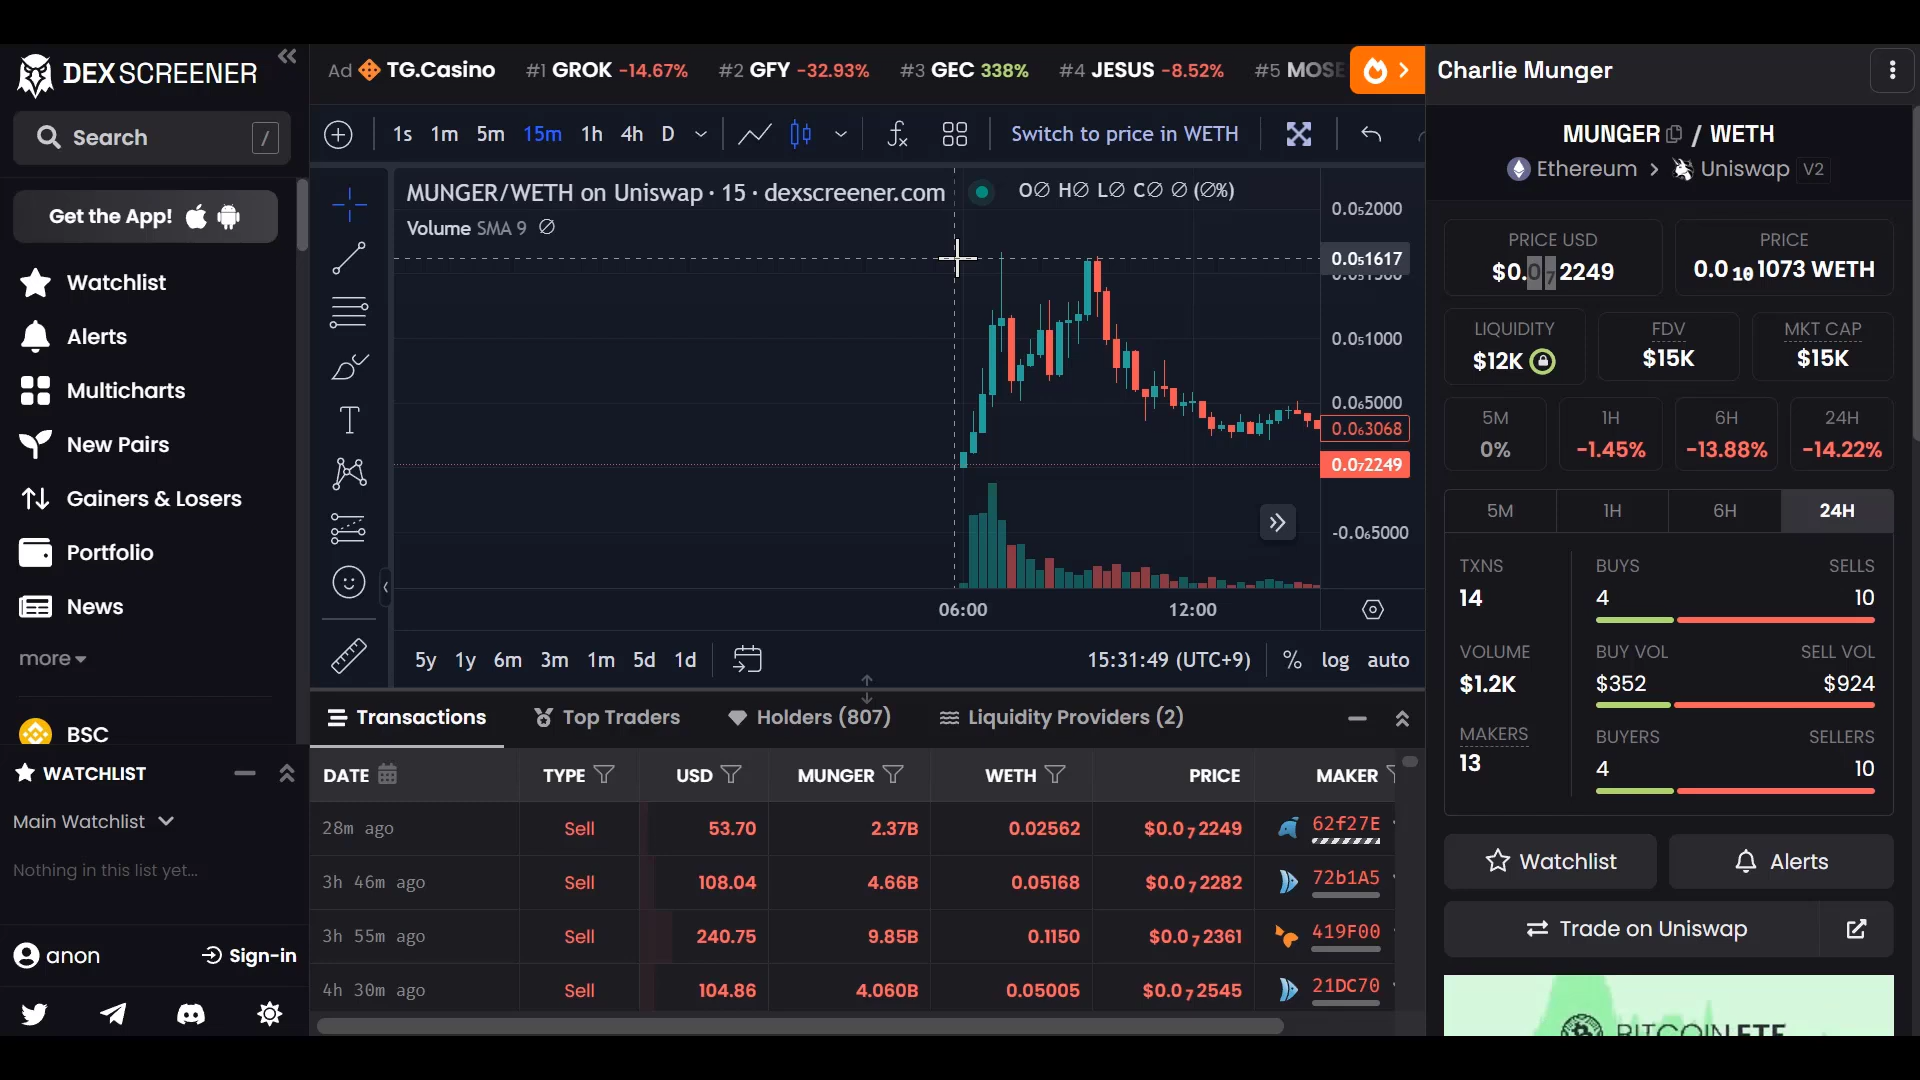 DEX SCREENER
Search /
Get the App!
Watchlist
Alerts
Multicharts
New Pairs
Gainers & Losers
Portfolio
News
more
BSC
WATCHLIST
Main Watchlist
Nothing in this list yet...
anon Sign-in
Ad TG.Casino #1 GROK -14.67% #2 GFY -32.93% #3 GEC 338% #4 JESUS -8.52% #5 MOSE
1s 1m 5m 15m 1h 4h D Switch to price in WETH
MUNGER/WETH on Uniswap · 15 · dexscreener.com O∅ H∅ L∅ C∅ ∅ (∅%)
Volume SMA 9 ∅
0.0₅2000
0.0₅1617
0.0₅1000
0.0₆5000
0.0₆3068
0.0₇2249
-0.0₆5000
06:00 12:00
5y 1y 6m 3m 1m 5d 1d 15:31:49 (UTC+9) % log auto
Transactions Top Traders Holders (807) Liquidity Providers (2)
DATE TYPE USD MUNGER WETH PRICE MAKER
28m ago Sell 53.70 2.37B 0.02562 $0.0₇2249 62f27E
3h 46m ago Sell 108.04 4.66B 0.05168 $0.0₇2282 72b1A5
3h 55m ago Sell 240.75 9.85B 0.1150 $0.0₇2361 419F00
4h 30m ago Sell 104.86 4.060B 0.05005 $0.0₇2545 21DC70
Charlie Munger
MUNGER / WETH
Ethereum > Uniswap V2
PRICE USD PRICE
$0.0₇2249 0.0₁₀1073 WETH
LIQUIDITY FDV MKT CAP
$12K $15K $15K
5M 1H 6H 24H
0% -1.45% -13.88% -14.22%
5M 1H 6H 24H
TXNS BUYS SELLS
14 4 10
VOLUME BUY VOL SELL VOL
$1.2K $352 $924
MAKERS BUYERS SELLERS
13 4 10
Watchlist Alerts
Trade on Uniswap
BITCOIN ETF